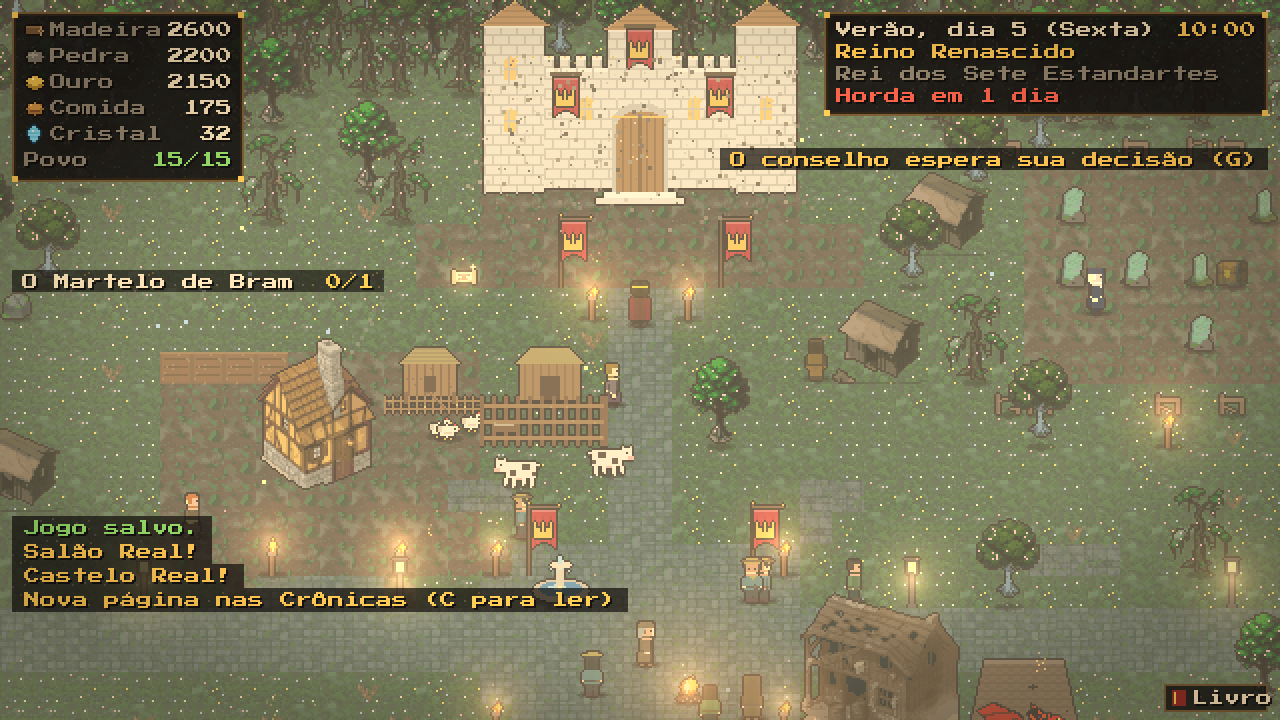 Madeira 2600
Pedra 2200
Ouro 2150
Comida 175
Cristal 32
Povo 15/15
Verão, dia 5 (Sexta) 10:00
Reino Renascido
Rei dos Sete Estandartes
Horda em 1 dia
O conselho espera sua decisão (G)
O Martelo de Bram 0/1
Jogo salvo.
Salão Real!
Castelo Real!
Nova página nas Crônicas (C para ler)
Livro